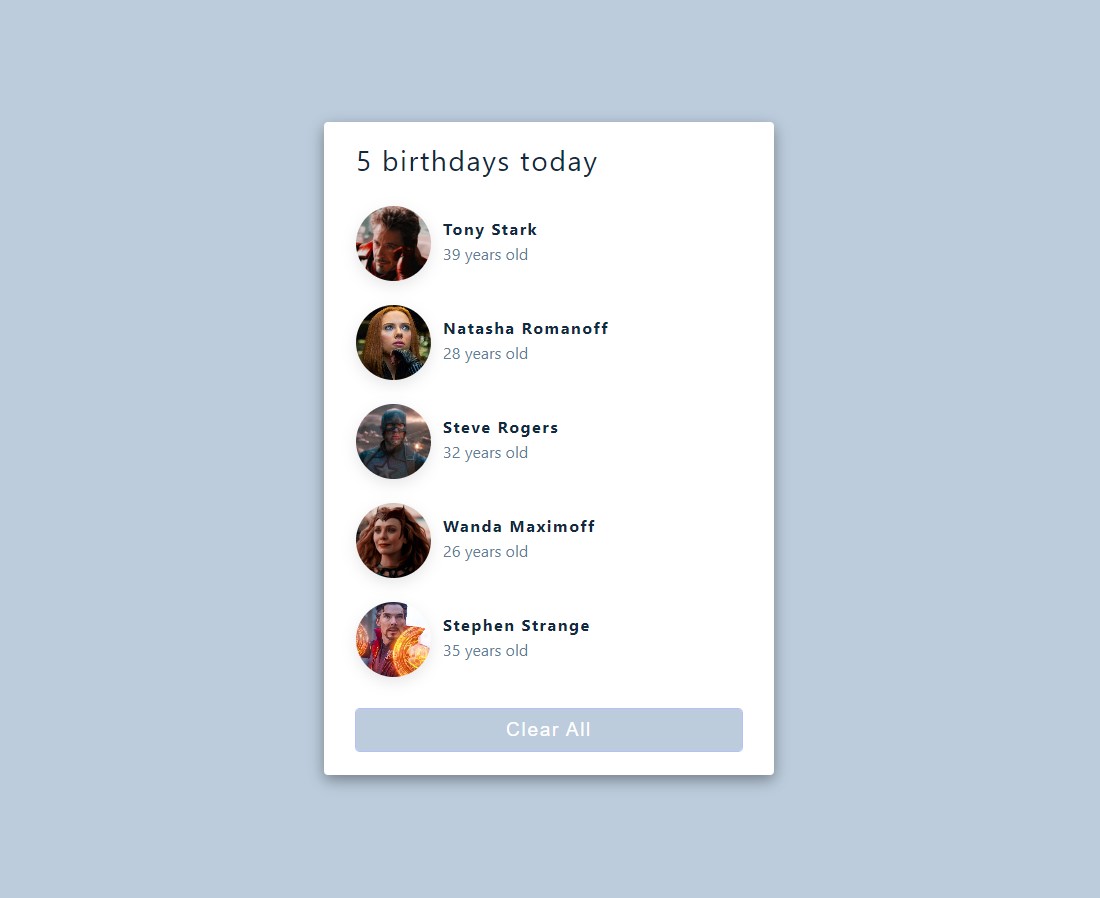 5 birthdays today
Tony Stark
39 years old
Natasha Romanoff
28 years old
Steve Rogers
32 years old
Wanda Maximoff
26 years old
Stephen Strange
35 years old
Clear All